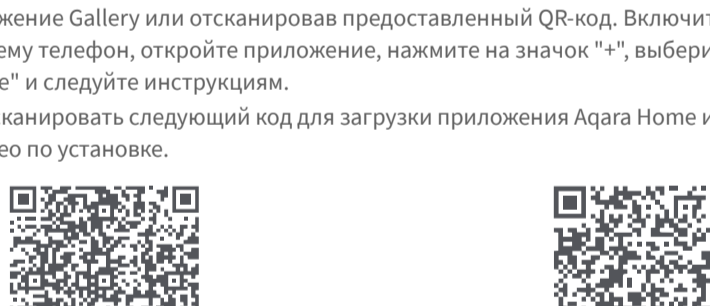 жение Gallery или отсканировав предоставленный QR-код. Включит
ему телефон, откройте приложение, нажмите на значок "+", выбери
е" и следуйте инструкциям.
канировать следующий код для загрузки приложения Aqara Home и
ео по установке.